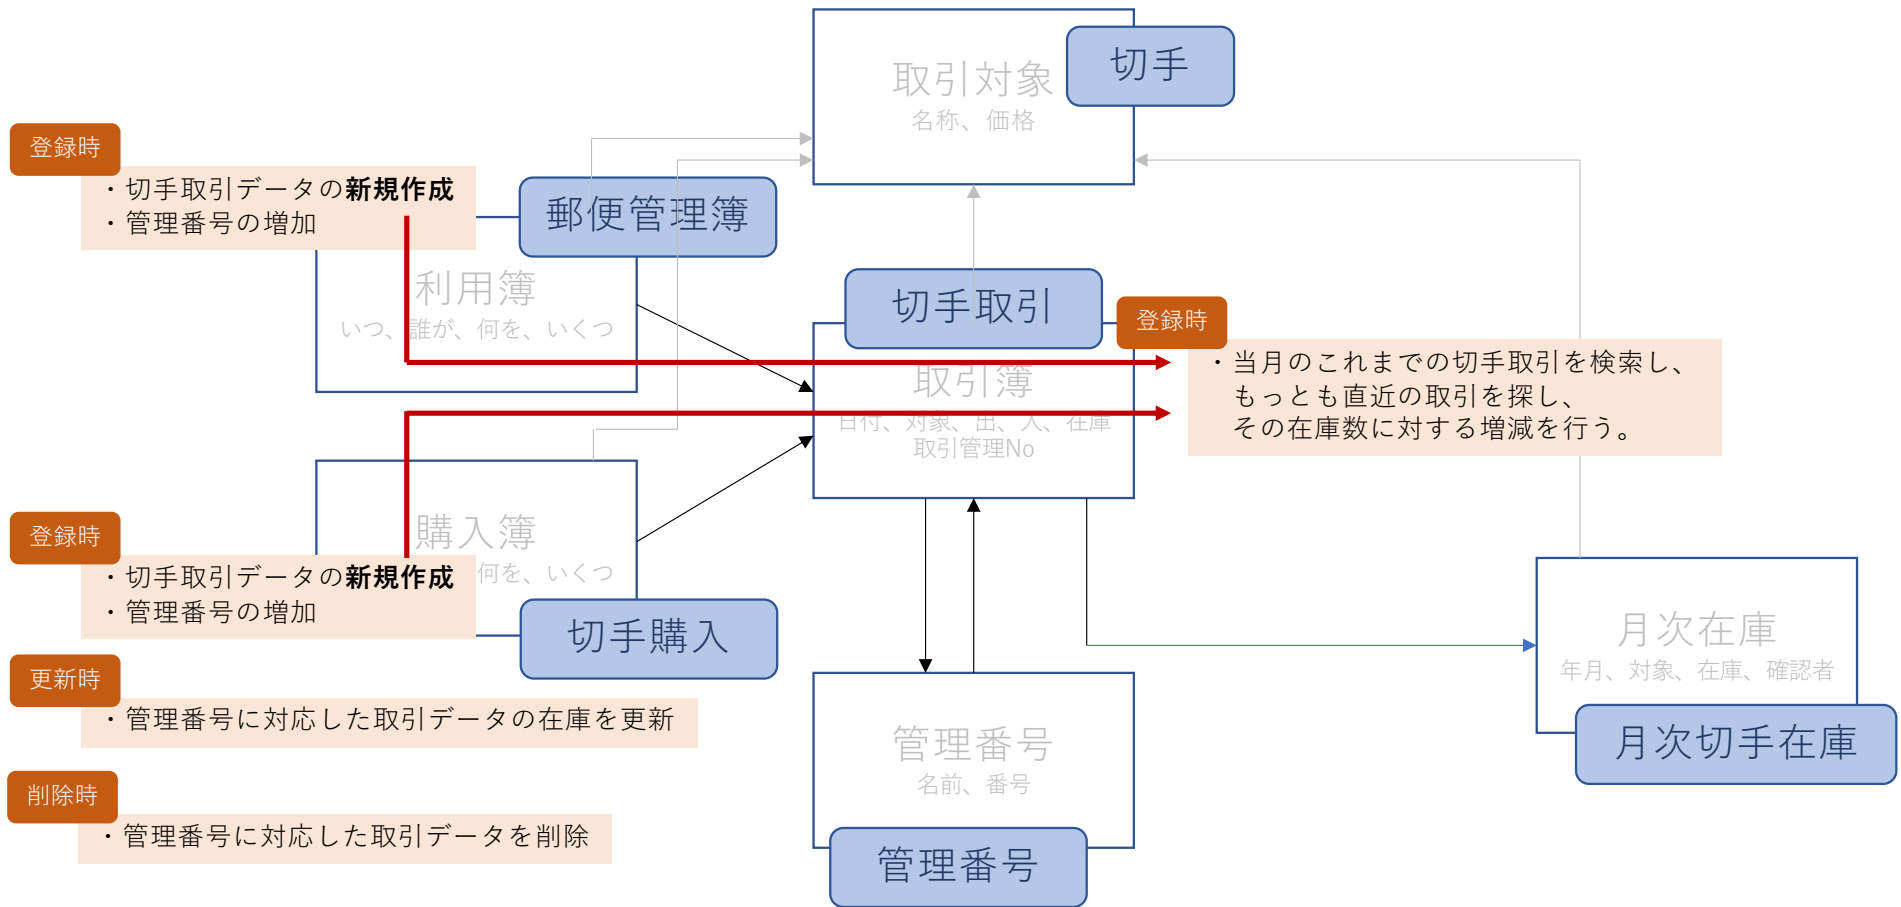 取引対象
名称、価格
切手
登録時
・切手取引データの新規作成
・管理番号の増加
郵便管理簿
利用簿
いつ、誰が、何を、いくつ
切手取引
取引簿
日付、対象、出、入、在庫
取引管理No
登録時
・当月のこれまでの切手取引を検索し、
もっとも直近の取引を探し、
その在庫数に対する増減を行う。
購入簿
何を、いくつ
登録時
・切手取引データの新規作成
・管理番号の増加
切手購入
更新時
・管理番号に対応した取引データの在庫を更新
削除時
・管理番号に対応した取引データを削除
管理番号
名前、番号
管理番号
月次在庫
年月、対象、在庫、確認者
月次切手在庫